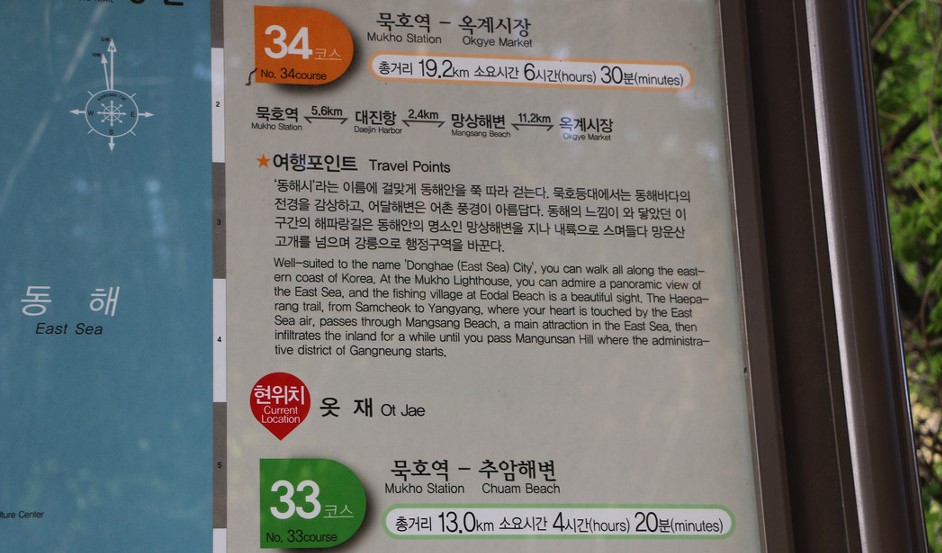 동 해
East Sea
lture Center
N
W
E
S
2
3
4
5
34 코스
No. 34course
묵호역 - 옥계시장
Mukho Station Okgye Market
총거리 19.2km 소요시간 6시간(hours) 30분(minutes)
묵호역 5.6km 대진항 2.4km 망상해변 11.2km 옥계시장
Mukho Station Daejin Harbor Mangsang Beach Okgye Market
★여행포인트 Travel Points
'동해시'라는 이름에 걸맞게 동해안을 쭉 따라 걷는다. 묵호등대에서는 동해바다의
전경을 감상하고, 어달해변은 어촌 풍경이 아름답다. 동해의 느낌이 와 닿았던 이
구간의 해파랑길은 동해안의 명소인 망상해변을 지나 내륙으로 스며들다 망운산
고개를 넘으며 강릉으로 행정구역을 바꾼다.
Well-suited to the name 'Donghae (East Sea) City', you can walk all along the east-
ern coast of Korea. At the Mukho Lighthouse, you can admire a panoramic view of
the East Sea, and the fishing village at Eodal Beach is a beautiful sight. The Haepa-
rang trail, from Samcheok to Yangyang, where your heart is touched by the East
Sea air, passes through Mangsang Beach, a main attraction in the East Sea, then
infiltrates the inland for a while until you pass Mangunsan Hill where the administra-
tive district of Gangneung starts.
현위치
Current
Location
옷 재 Ot Jae
33 코스
No. 33course
묵호역 - 추암해변
Mukho Station Chuam Beach
총거리 13.0km 소요시간 4시간(hours) 20분(minutes)